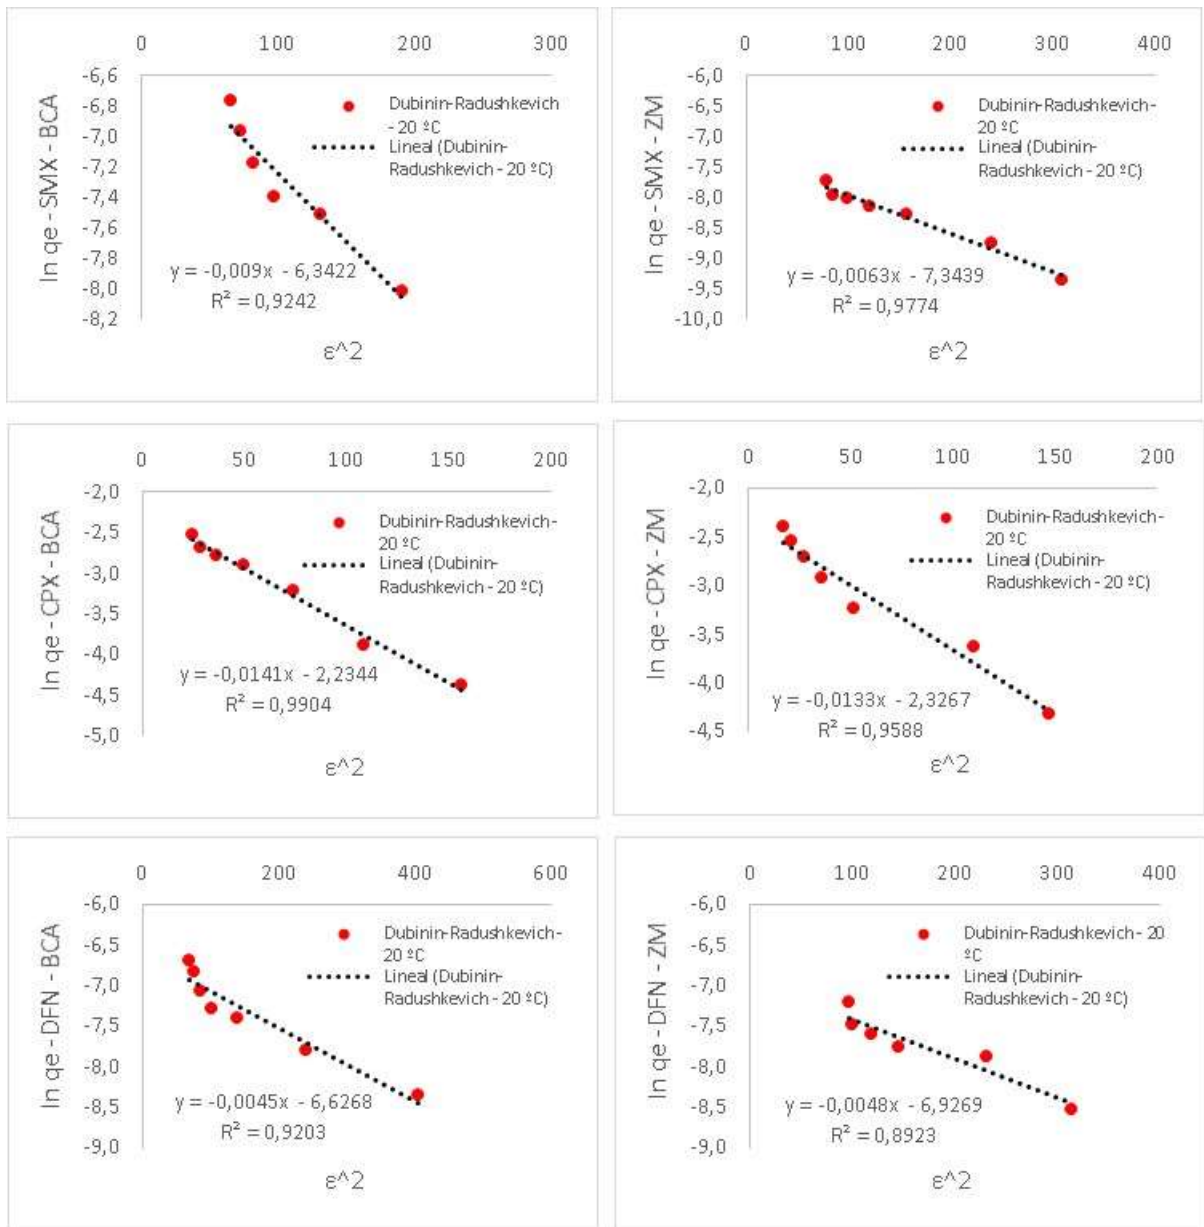 0 100 200 300
-6,6
-6,8
-7,0
-7,2
-7,4
-7,6
-7,8
-8,0
-8,2
ln qe - SMX - BCA
Dubinin-Radushkevich
- 20 ºC
Lineal (Dubinin-
Radushkevich - 20 ºC)
y = -0,009x - 6,3422
R² = 0,9242
ε^2
0 100 200 300 400
-6,0
-6,5
-7,0
-7,5
-8,0
-8,5
-9,0
-9,5
-10,0
ln qe - SMX - ZM
Dubinin-Radushkevich -
20 ºC
Lineal (Dubinin-
Radushkevich - 20 ºC)
y = -0,0063x - 7,3439
R² = 0,9774
ε^2
0 50 100 150 200
-2,0
-2,5
-3,0
-3,5
-4,0
-4,5
-5,0
ln qe - CPX - BCA
Dubinin-Radushkevich -
20 ºC
Lineal (Dubinin-
Radushkevich - 20 ºC)
y = -0,0141x - 2,2344
R² = 0,9904
ε^2
0 50 100 150 200
-2,0
-2,5
-3,0
-3,5
-4,0
-4,5
ln qe - CPX - ZM
Dubinin-Radushkevich -
20 ºC
Lineal (Dubinin-
Radushkevich - 20 ºC)
y = -0,0133x - 2,3267
R² = 0,9588
ε^2
0 200 400 600
-6,0
-6,5
-7,0
-7,5
-8,0
-8,5
-9,0
ln qe - DFN - BCA
Dubinin-Radushkevich -
20 ºC
Lineal (Dubinin-
Radushkevich - 20 ºC)
y = -0,0045x - 6,6268
R² = 0,9203
ε^2
0 100 200 300 400
-6,0
-6,5
-7,0
-7,5
-8,0
-8,5
-9,0
ln qe - DFN - ZM
Dubinin-Radushkevich - 20
ºC
Lineal (Dubinin-
Radushkevich - 20 ºC)
y = -0,0048x - 6,9269
R² = 0,8923
ε^2